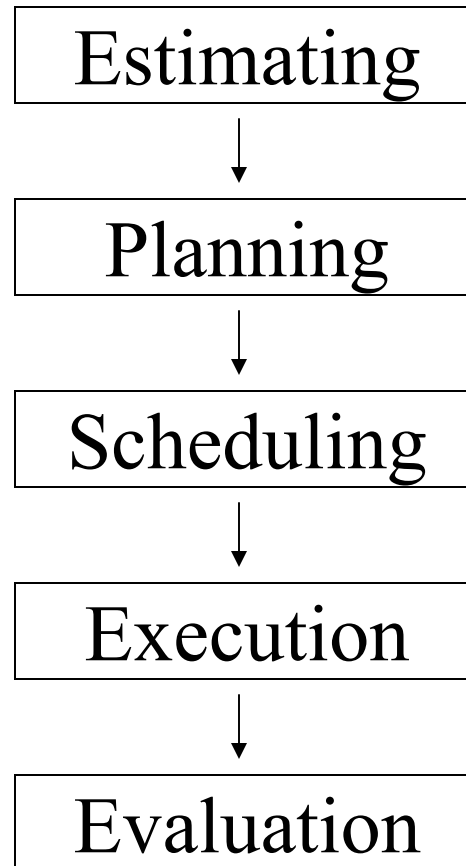 Estimating
Planning
Scheduling
Execution
Evaluation